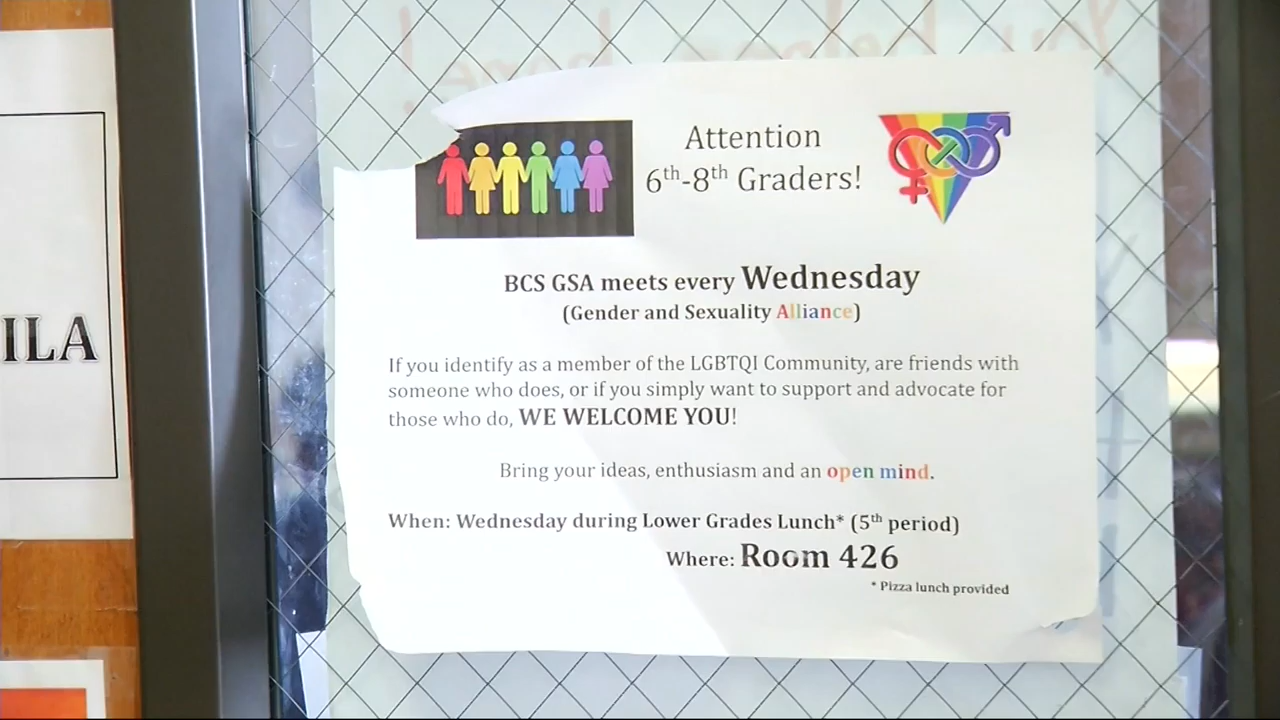 Attention
6th-8th Graders!
BCS GSA meets every Wednesday
(Gender and Sexuality Alliance)
If you identify as a member of the LGBTQI Community, are friends with
someone who does, or if you simply want to support and advocate for
those who do, WE WELCOME YOU!
Bring your ideas, enthusiasm and an open mind.
When: Wednesday during Lower Grades Lunch* (5th period)
Where: Room 426
* Pizza lunch provided
ILA